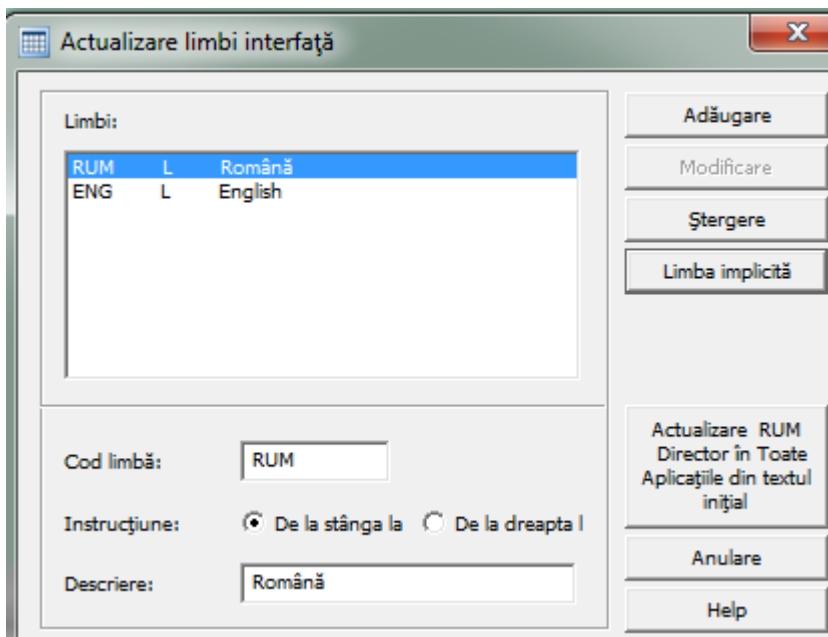 Actualizare limbi interfaţă
X
Limbi:
RUM L Română
ENG L English
Adăugare
Modificare
Ştergere
Limba implicită
Cod limbă: RUM
Instrucţiune: De la stânga la De la dreapta l
Descriere: Română
Actualizare RUM
Director în Toate
Aplicaţiile din textul
iniţial
Anulare
Help